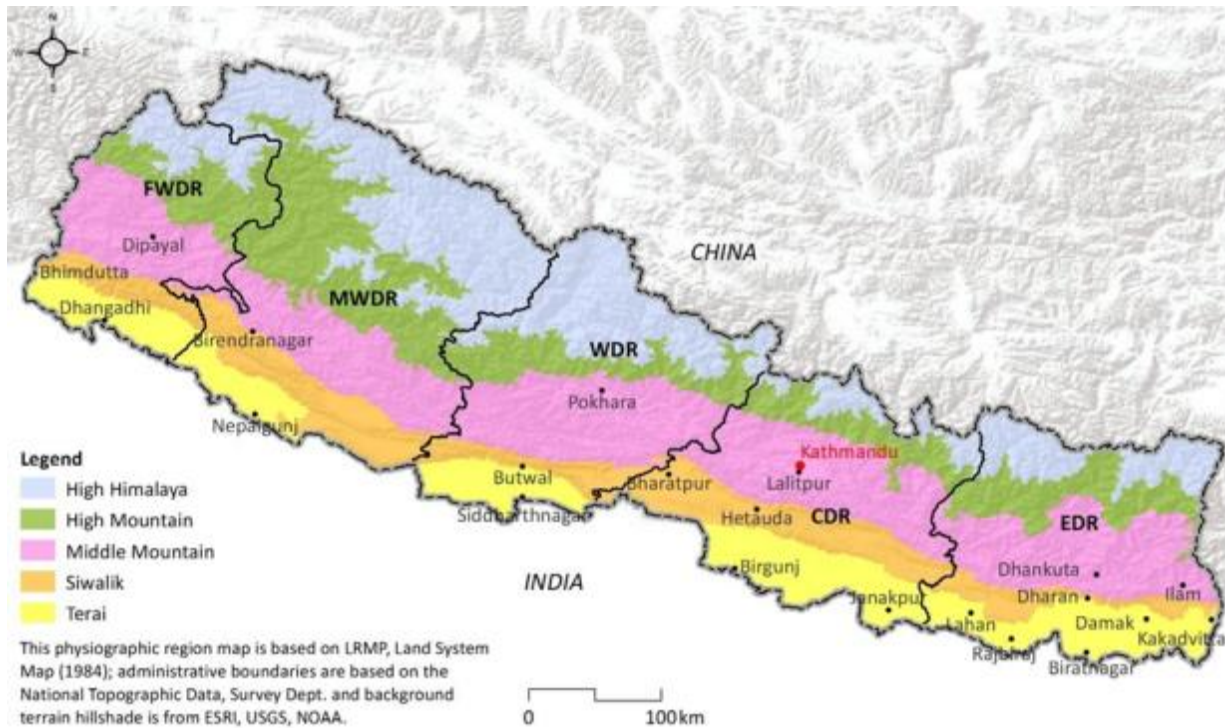 N
W
E
S
FWDR
Dipayal
Bhimdutta
Dhangadhi
MWDR
Birendranagar
CHINA
WDR
Pokhara
Nepalgunj
Kathmandu
Lalitpur
Butwal
Bharatpur
Siddharthnagar
Hetauda
CDR
EDR
INDIA
Birgunj
Dhankuta
Janakpur
Dharan
Ilam
Lahan
Damak
Kakadvitta
Rajbiraj
Biratnagar
Legend
High Himalaya
High Mountain
Middle Mountain
Siwalik
Terai
This physiographic region map is based on LRMP, Land System
Map (1984); administrative boundaries are based on the
National Topographic Data, Survey Dept. and background
terrain hillshade is from ESRI, USGS, NOAA.
0 100 km